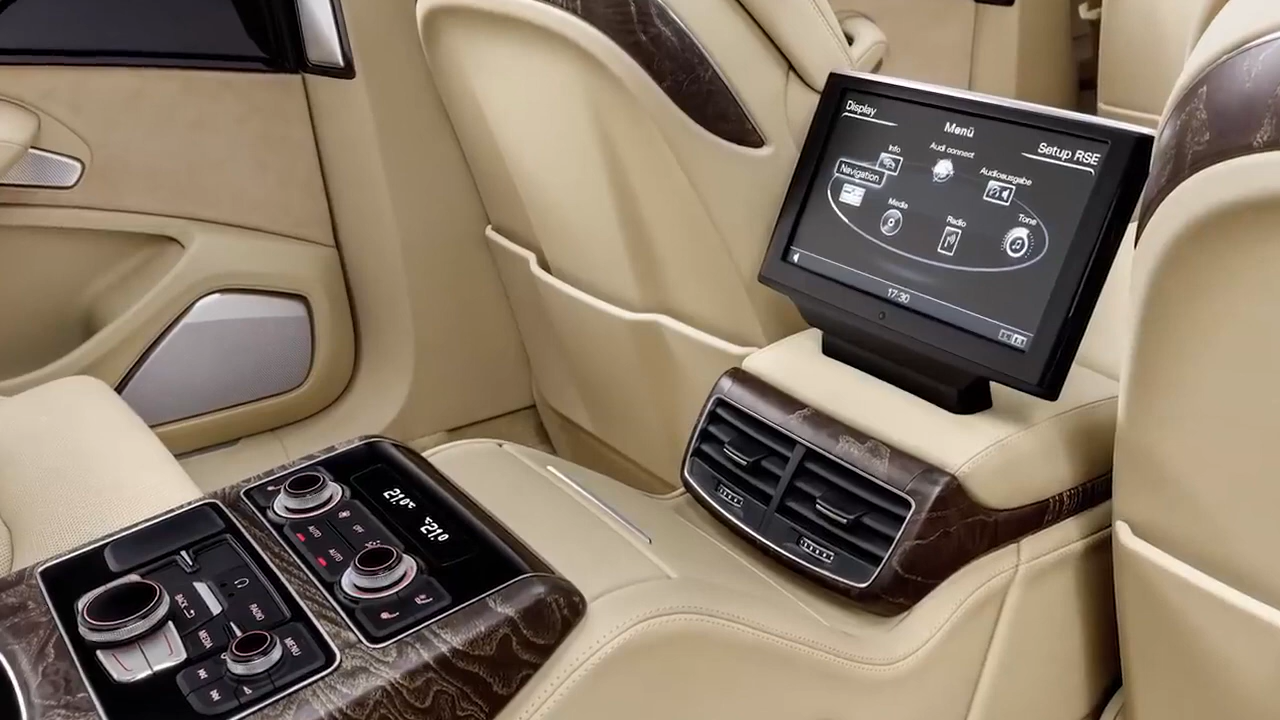 Display
Menü
Setup RSE
Info
Audi connect
Audioausgabe
Navigation
Media
Radio
Tone
17:30
21.0°C
°C21.0
AUTO
OFF
AUTO
BACK
RADIO
MEDIA
MENU